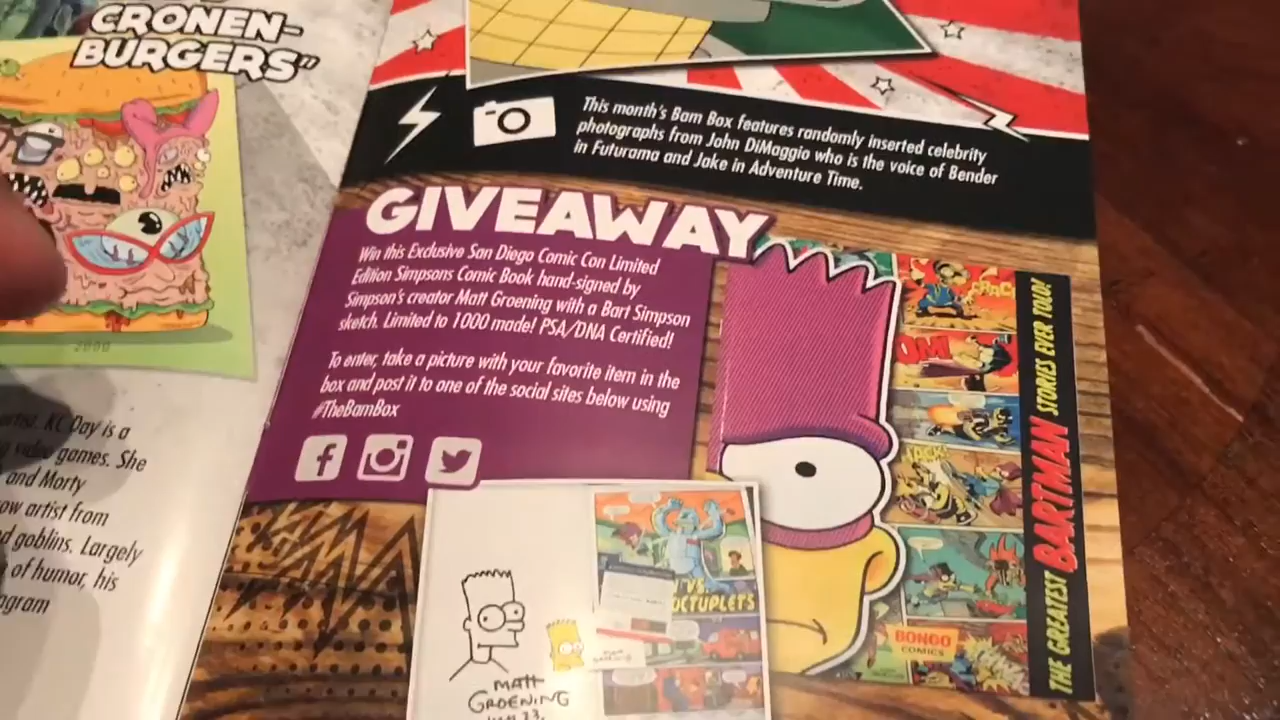 CRONEN-
BURGERS"
2000
artist. KC Day is a
video games. She
and Morty
artist from
goblins. Largely
of humor, his
This month's Bam Box features randomly inserted celebrity
photographs from John DiMaggio who is the voice of Bender
in Futurama and Jake in Adventure Time.
GIVEAWAY
Win this Exclusive San Diego Comic Con Limited
Edition Simpsons Comic Book hand-signed by
Simpson's creator Matt Groening with a Bart Simpson
sketch. Limited to 1000 made! PSA/DNA Certified!
To enter, take a picture with your favorite item in the
box and post it to one of the social sites below using
#TheBamBox
THE GREATEST BARTMAN STORIES EVER TOLD!
BONGO
COMICS
OCTUPLETS
MATT
GROENING